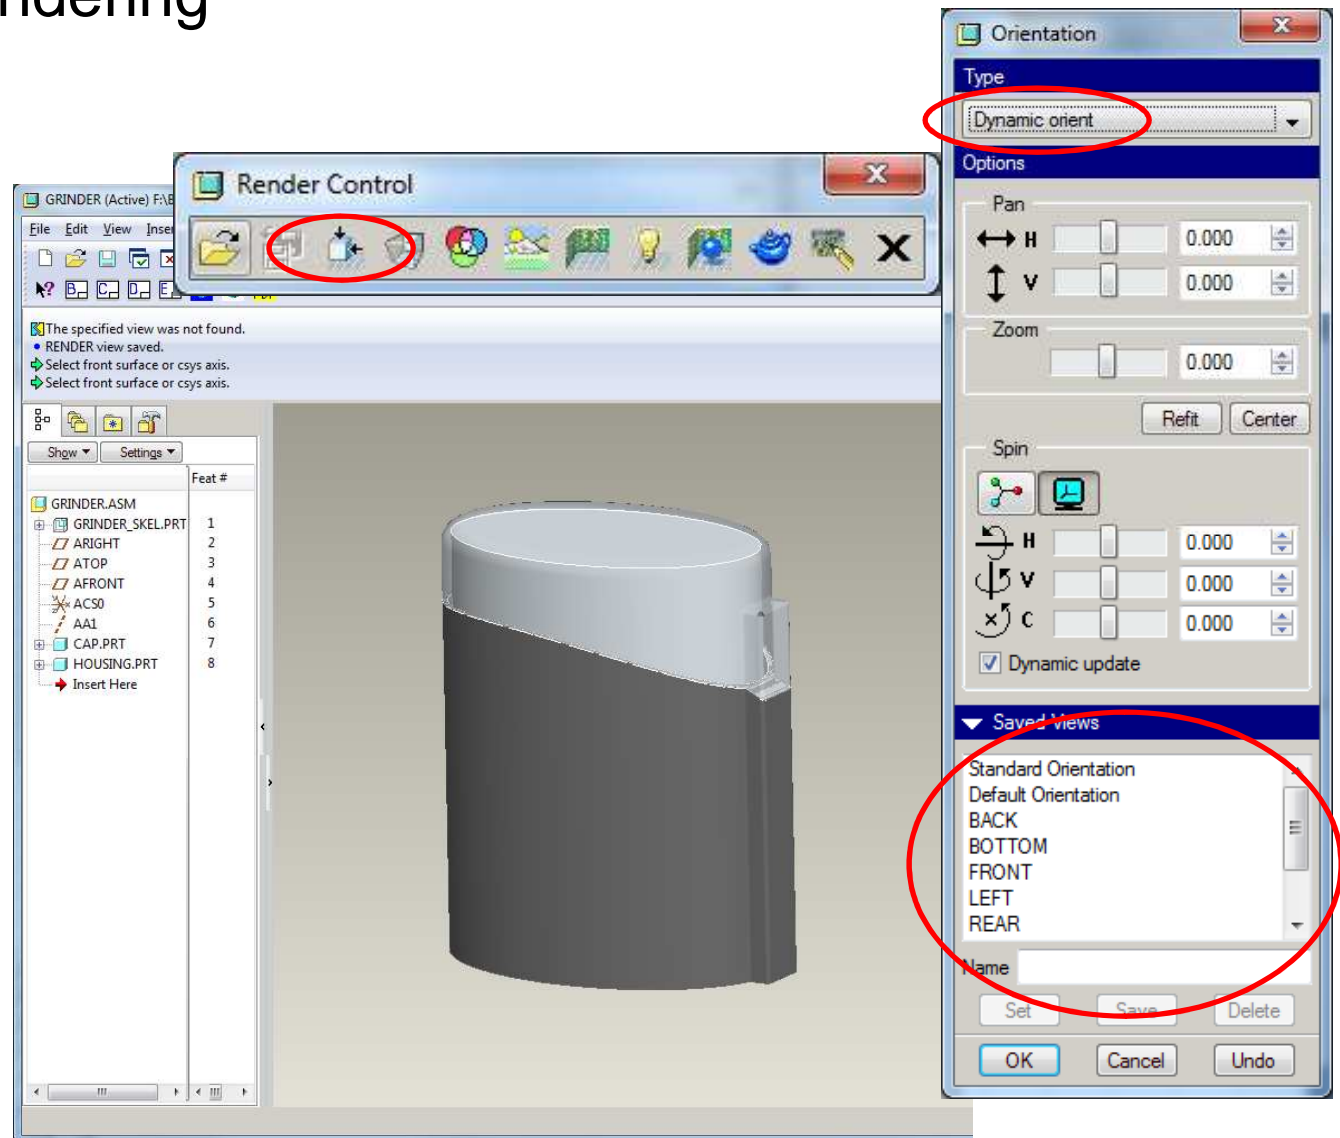 ndering
Orientation
Type
Dynamic orient
Options
Pan
H 0.000
V 0.000
Zoom
0.000
Refit Center
Spin
H 0.000
V 0.000
C 0.000
Dynamic update
Saved Views
Standard Orientation
Default Orientation
BACK
BOTTOM
FRONT
LEFT
REAR
Name
Set Save Delete
OK Cancel Undo
Render Control
GRINDER (Active) F:\
File Edit View Inser
The specified view was not found.
RENDER view saved.
Select front surface or csys axis.
Select front surface or csys axis.
Show Settings
Feat #
GRINDER.ASM
GRINDER_SKEL.PRT 1
ARIGHT 2
ATOP 3
AFRONT 4
ACS0 5
AA1 6
CAP.PRT 7
HOUSING.PRT 8
Insert Here